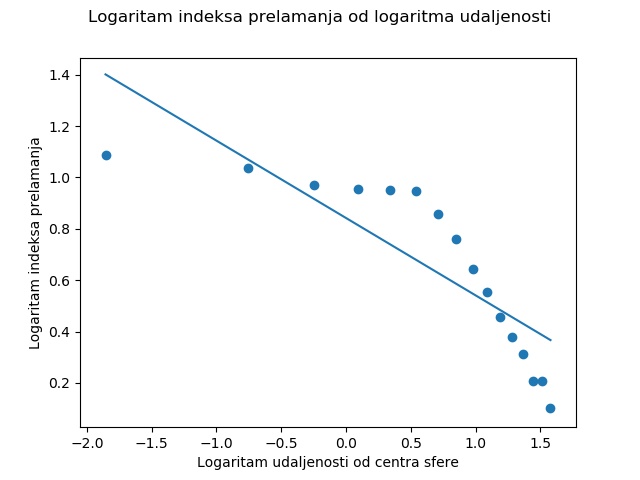 Logaritam indeksa prelamanja od logaritma udaljenosti
1.4
1.2
1.0
0.8
0.6
0.4
0.2
Logaritam indeksa prelamanja
−2.0 −1.5 −1.0 −0.5 0.0 0.5 1.0 1.5
Logaritam udaljenosti od centra sfere